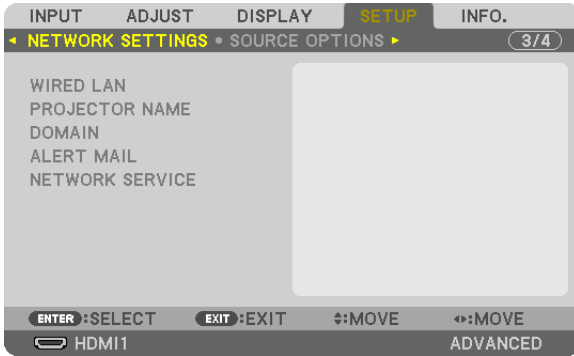 INPUT ADJUST DISPLAY SETUP INFO.
NETWORK SETTINGS • SOURCE OPTIONS 3/4
WIRED LAN
PROJECTOR NAME
DOMAIN
ALERT MAIL
NETWORK SERVICE
ENTER :SELECT EXIT :EXIT :MOVE :MOVE
HDMI1 ADVANCED